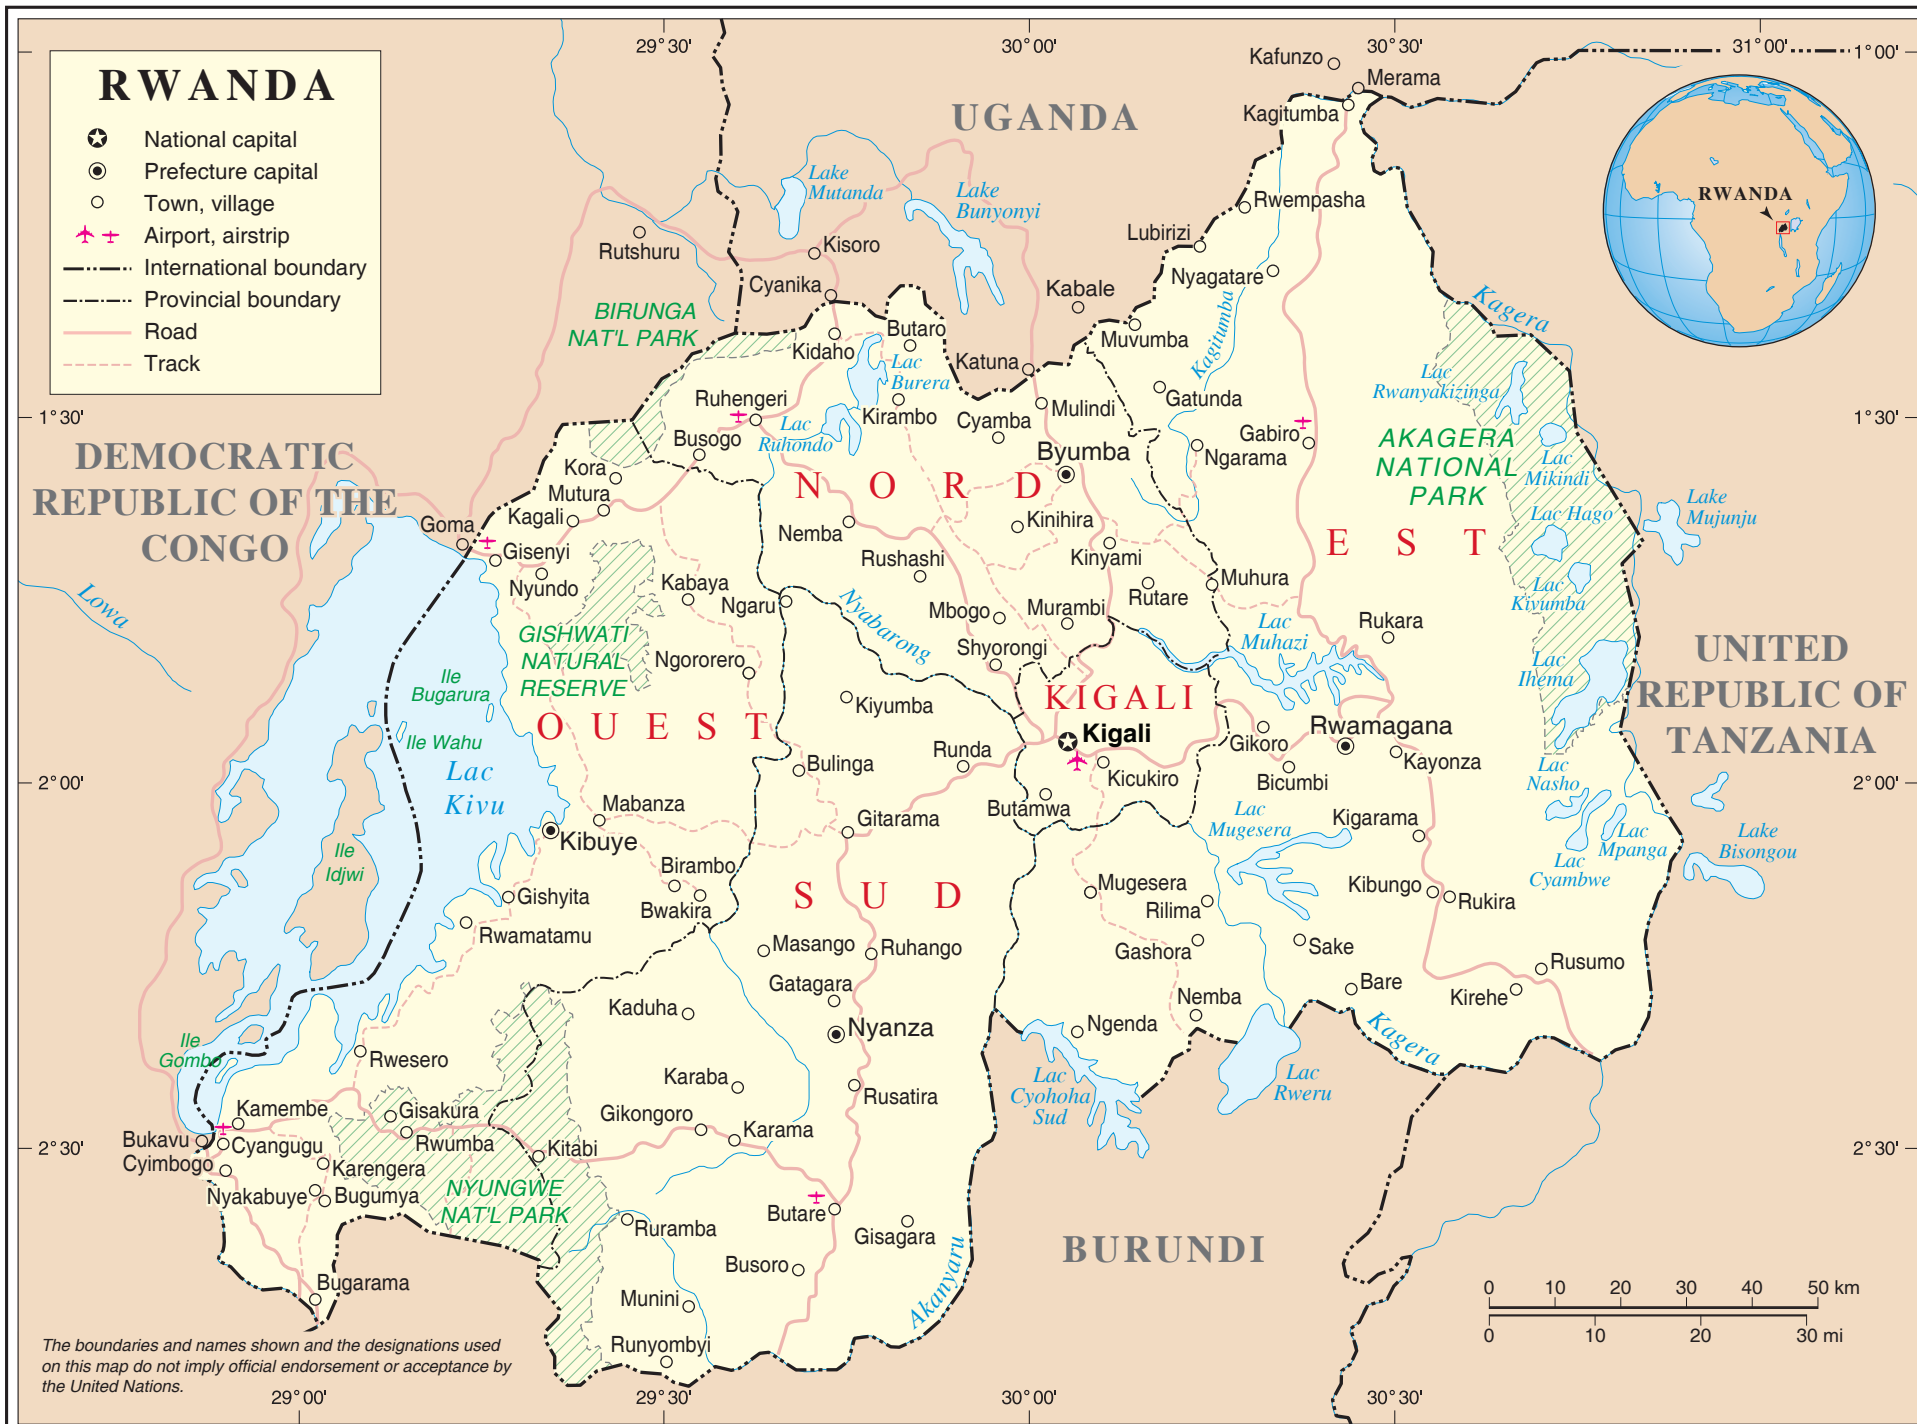 RWANDA
National capital
Prefecture capital
Town, village
Airport, airstrip
International boundary
Provincial boundary
Road
Track
29°30'
30°00'
30°30'
31°00'
1°00'
1°30'
1°30'
2°00'
2°00'
2°30'
2°30'
29°00'
29°30'
30°00'
30°30'
RWANDA
UGANDA
DEMOCRATIC
REPUBLIC OF THE
CONGO
UNITED
REPUBLIC OF
TANZANIA
BURUNDI
NORD
EST
OUEST
SUD
KIGALI
Kigali
Kafunzo
Merama
Kagitumba
Rwempasha
Lubirizi
Nyagatare
Kabale
Muvumba
Katuna
Kisoro
Rutshuru
Cyanika
Kidaho
Butaro
Lake
Mutanda
Lake
Bunyonyi
Kagitumba
Kagera
BIRUNGA
NAT'L PARK
Lac
Burera
Lac
Ruhondo
Ruhengeri
Busogo
Kirambo
Cyamba
Mulindi
Byumba
Gatunda
Ngarama
Gabiro
Lac
Rwanyakizinga
AKAGERA
NATIONAL
PARK
Lac
Mikindi
Lac Hago
Lake
Mujunju
Lac
Kiyumba
Lac
Ihema
Kora
Mutura
Kagali
Goma
Gisenyi
Nyundo
Kabaya
Ngaru
Nemba
Rushashi
Kinihira
Kinyami
Rutare
Muhura
Mbogo
Murambi
Shyorongi
Nyabarong
Lac
Muhazi
Rukara
Lowa
GISHWATI
NATURAL
RESERVE
Ngororero
Ile
Bugarura
Ile Wahu
Lac
Kivu
Ile
Idjwi
Ile
Gombo
Kiyumba
Runda
Bulinga
Gitarama
Mabanza
Kibuye
Birambo
Bwakira
Gishyita
Rwamatamu
Gikoro
Rwamagana
Kayonza
Bicumbi
Kicukiro
Butamwa
Lac
Mugesera
Kigarama
Lac
Nasho
Lac
Mpanga
Lac
Cyambwe
Lake
Bisongou
Kibungo
Rukira
Mugesera
Rilima
Gashora
Sake
Bare
Rusumo
Kirehe
Nemba
Ngenda
Kagera
Lac
Rweru
Lac
Cyohoha
Sud
Masango
Ruhango
Gatagara
Kaduha
Nyanza
Karaba
Rusatira
Gikongoro
Karama
Rwesero
Kamembe
Bukavu
Cyangugu
Cyimbogo
Gisakura
Rwumba
Kitabi
Karengera
Nyakabuye
Bugumya
NYUNGWE
NAT'L PARK
Bugarama
Ruramba
Butare
Gisagara
Busoro
Munini
Runyombyi
Akanyaru
0 10 20 30 40 50 km
0 10 20 30 mi
The boundaries and names shown and the designations used
on this map do not imply official endorsement or acceptance by
the United Nations.